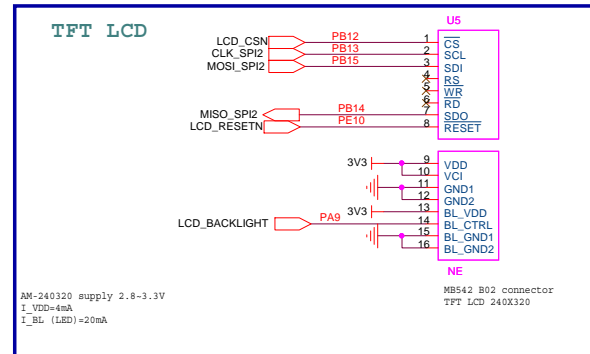 TFT LCD
U5
LCD_CSN PB12 1 CS
CLK_SPI2 PB13 2 SCL
MOSI_SPI2 PB15 3 SDI
4 RS
5 WR
6 RD
MISO_SPI2 PB14 7 SDO
LCD_RESETN PE10 8 RESET
3V3 9 VDD
10 VCI
11 GND1
12 GND2
3V3 13 BL_VDD
LCD_BACKLIGHT PA9 14 BL_CTRL
15 BL_GND1
16 BL_GND2
NE
AM-240320 supply 2.8-3.3V
I_VDD=4mA
I_BL (LED)=20mA
MB542 B02 connector
TFT LCD 240X320